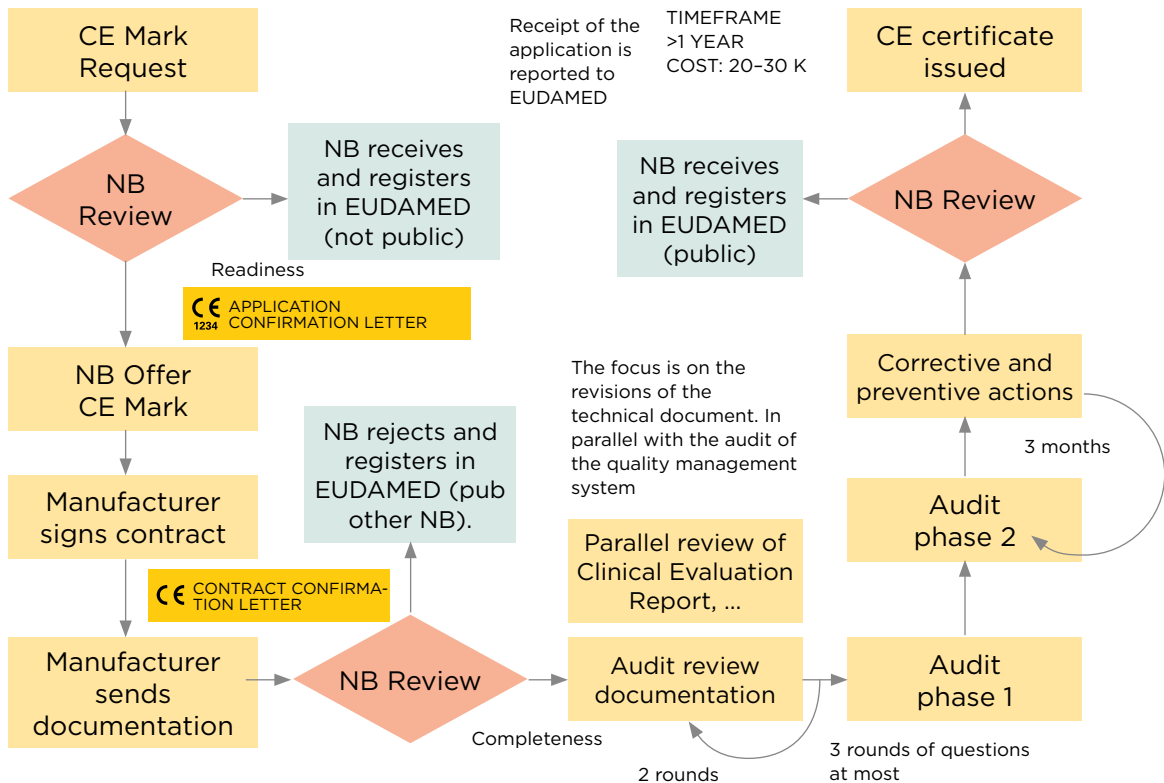 CE Mark
Request
NB
Review
NB receives
and registers
in EUDAMED
(not public)
Readiness
CE
1234
APPLICATION
CONFIRMATION LETTER
NB Offer
CE Mark
Manufacturer
signs contract
CE
CONTRACT CONFIRMA-
TION LETTER
Manufacturer
sends
documentation
NB Review
NB rejects and
registers in
EUDAMED (pub
other NB).
Completeness
Receipt of the
application is
reported to
EUDAMED
TIMEFRAME
>1 YEAR
COST: 20–30 K
The focus is on the
revisions of the
technical document. In
parallel with the audit of
the quality management
system
Parallel review of
Clinical Evaluation
Report, ...
Audit review
documentation
2 rounds
3 rounds of questions
at most
Audit
phase 1
Audit
phase 2
3 months
Corrective and
preventive actions
NB Review
NB receives
and registers
in EUDAMED
(public)
CE certificate
issued